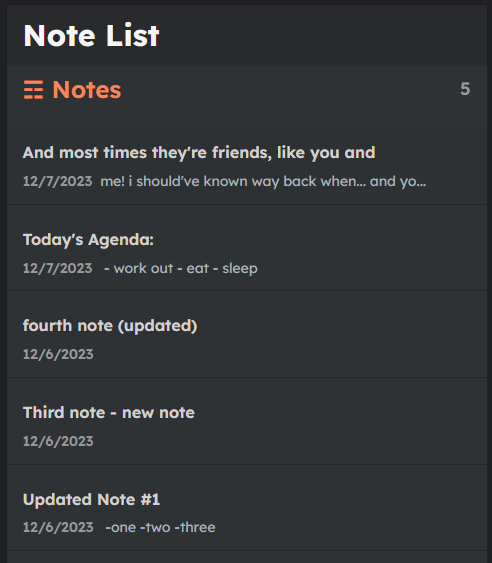 Note List
Notes 5
And most times they're friends, like you and
12/7/2023 me! i should've known way back when... and yo...
Today's Agenda:
12/7/2023 - work out - eat - sleep
fourth note (updated)
12/6/2023
Third note - new note
12/6/2023
Updated Note #1
12/6/2023 -one -two -three